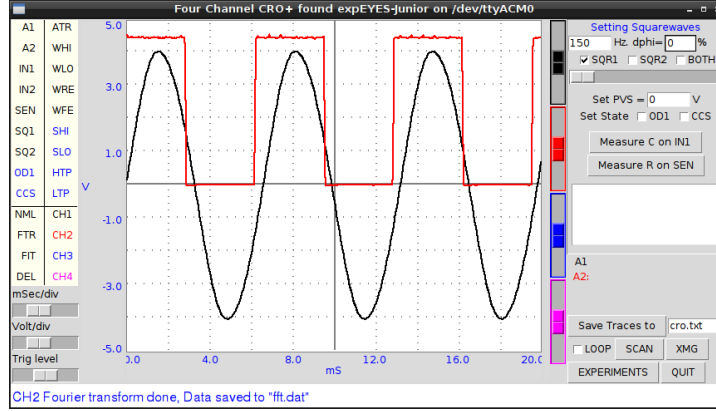 Four Channel CRO+ found expEYES-Junior on /dev/ttyACM0
A1 ATR
A2 WHI
IN1 WLO
IN2 WRE
SEN WFE
SQ1 SHI
SQ2 SLO
OD1 HTP
CCS LTP
NML CH1
FTR CH2
FIT CH3
DEL CH4
mSec/div
Volt/div
Trig level
5.0
3.0
1.0
V
-1.0
-3.0
-5.0
0.0 4.0 8.0 12.0 16.0 20.0
mS
Setting Squarewaves
150 Hz. dphi= 0 %
SQR1 SQR2 BOTH
Set PVS = 0 V
Set State OD1 CCS
Measure C on IN1
Measure R on SEN
A1
A2:
Save Traces to cro.txt
LOOP SCAN XMG
EXPERIMENTS QUIT
CH2 Fourier transform done, Data saved to "fft.dat"